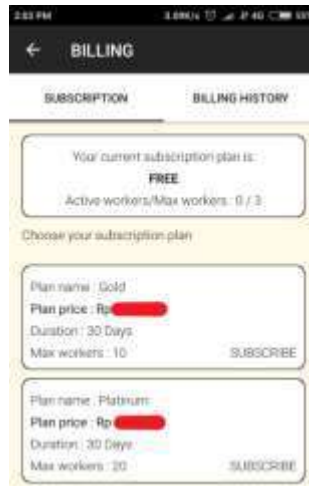 2:03 PM
BILLING
SUBSCRIPTION BILLING HISTORY
Your current subscription plan is:
FREE
Active workers/Max workers : 0 / 3
Choose your subscription plan
Plan name : Gold
Plan price : Rp
Duration : 30 Days
Max workers : 10 SUBSCRIBE
Plan name : Platinum
Plan price : Rp
Duration : 30 Days
Max workers : 20 SUBSCRIBE